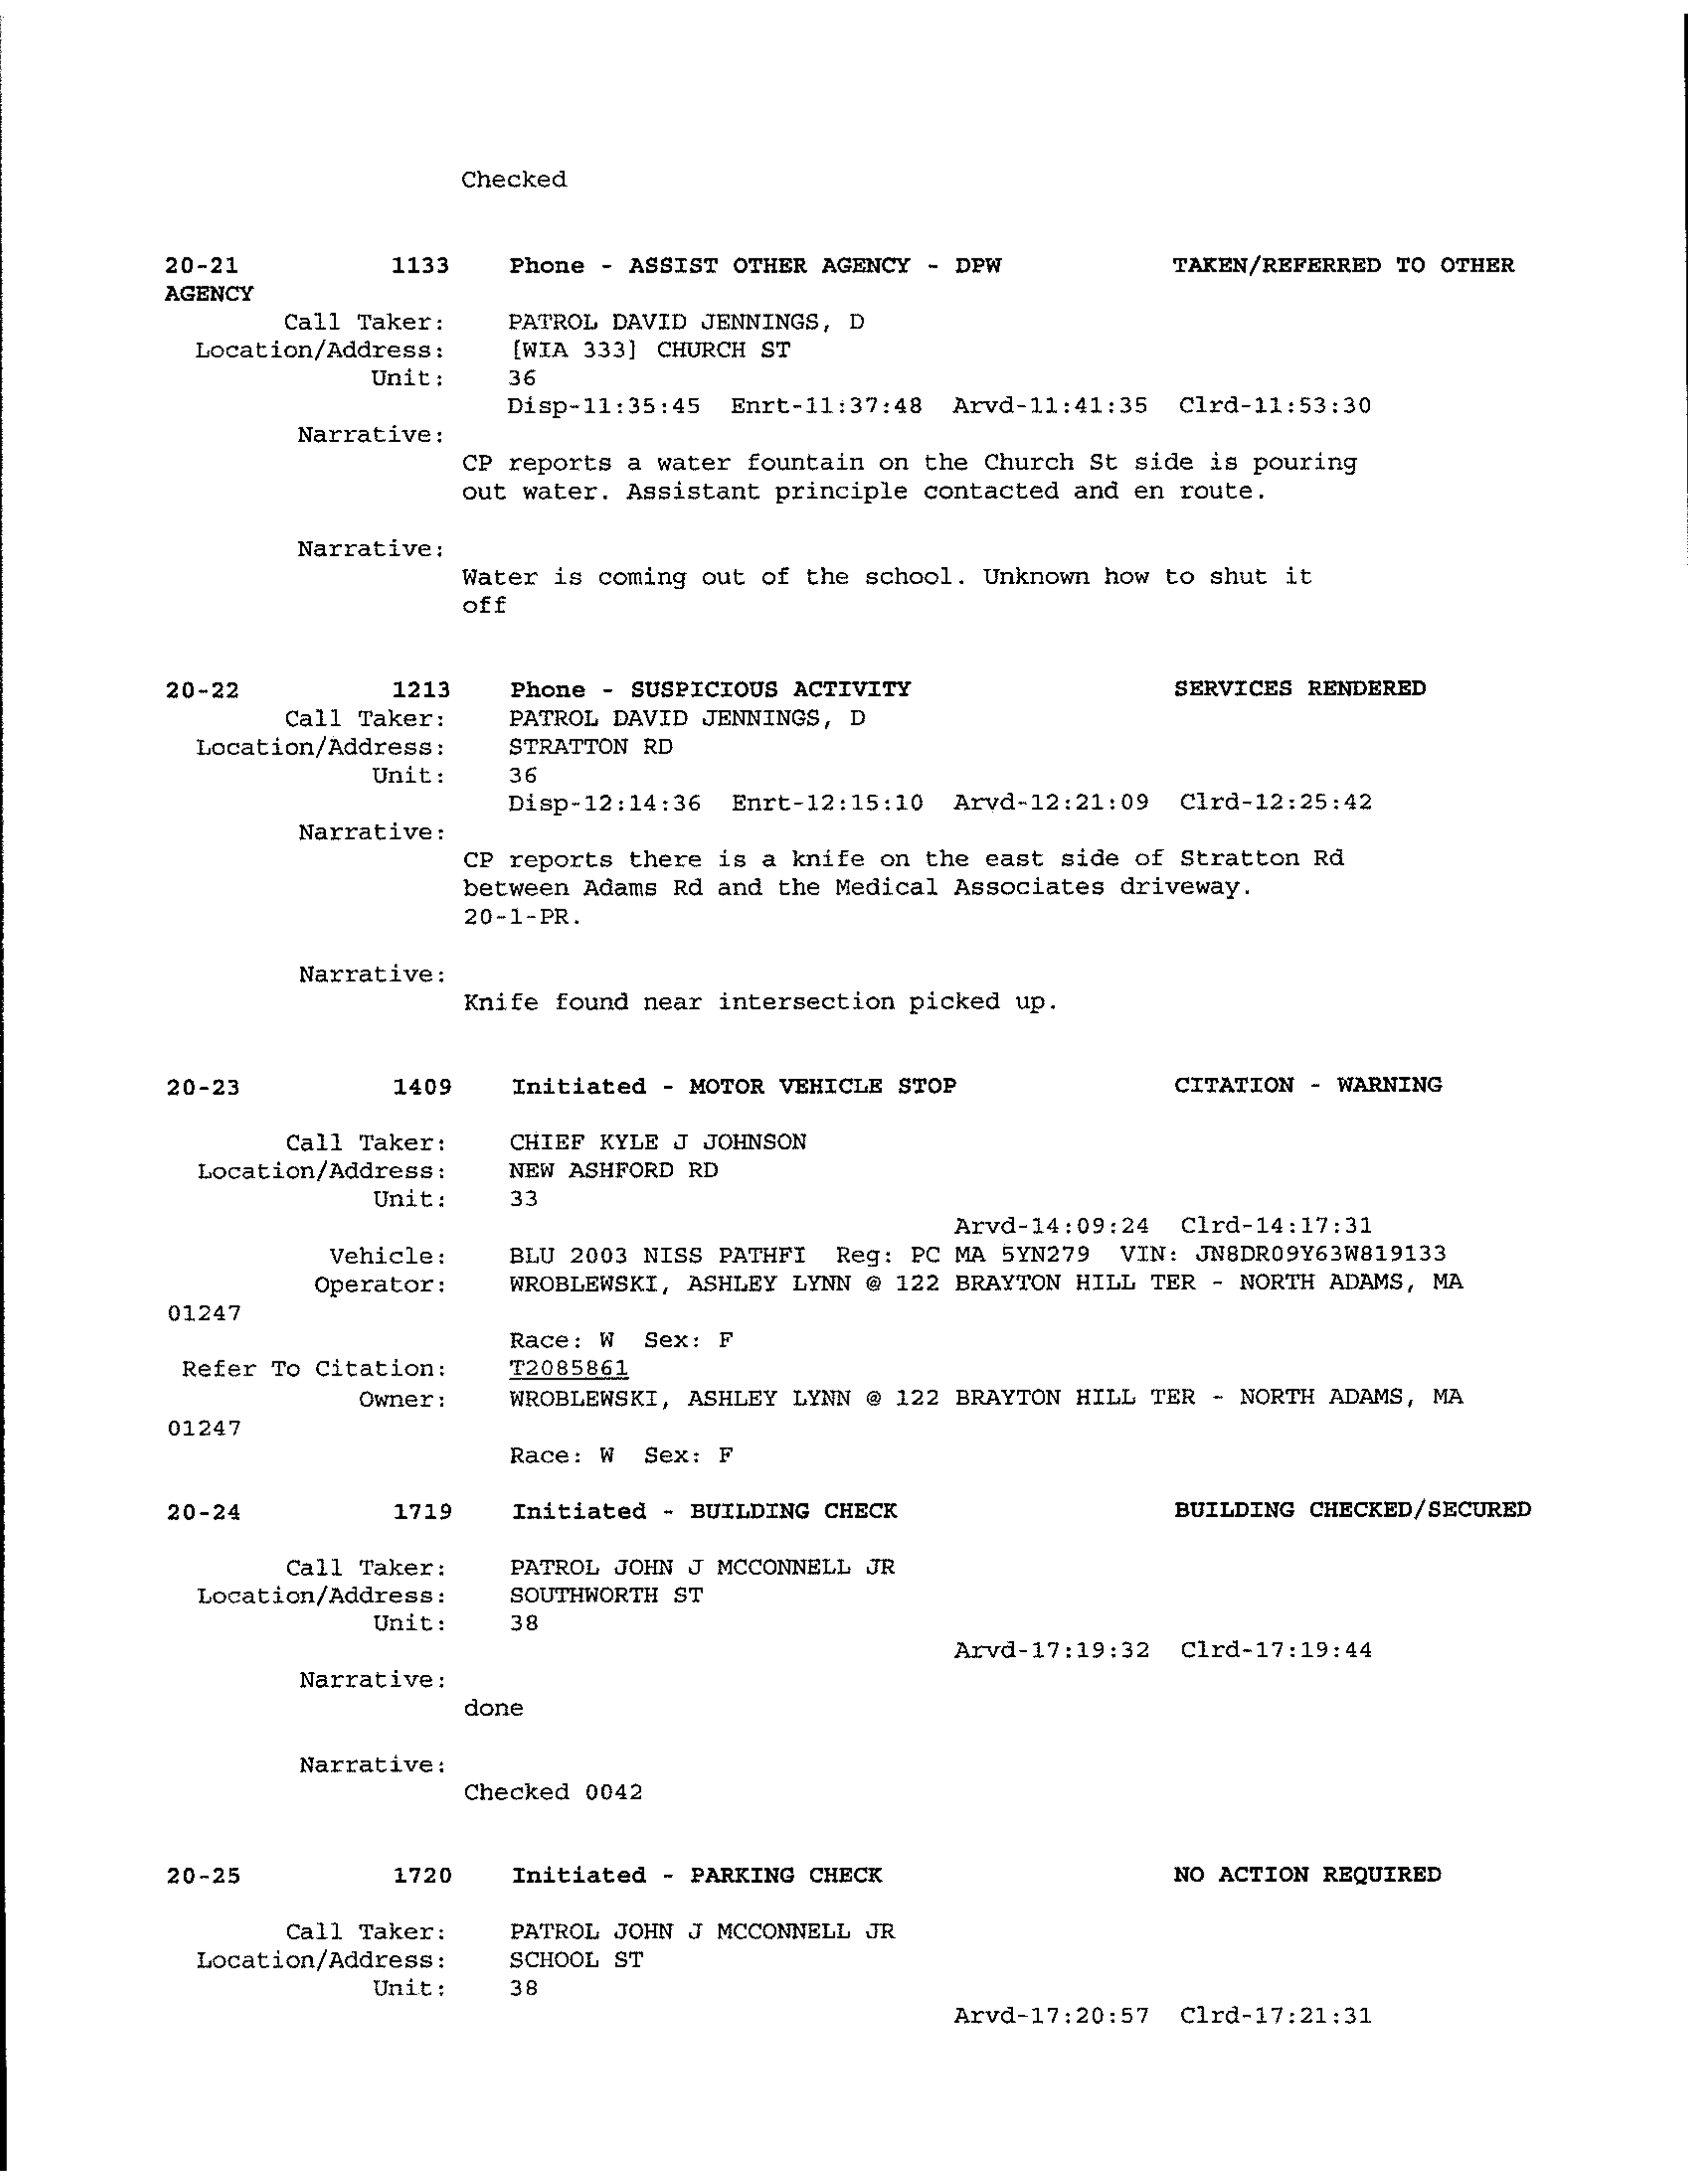 Checked
20-21 1133 Phone - ASSIST OTHER AGENCY - DPW TAKEN/REFERRED TO OTHER
AGENCY
Call Taker: PATROL DAVID JENNINGS, D
Location/Address: [WIA 333] CHURCH ST
Unit: 36
Disp-11:35:45 Enrt-11:37:48 Arvd-11:41:35 Clrd-11:53:30
Narrative:
CP reports a water fountain on the Church St side is pouring
out water. Assistant principle contacted and en route.
Narrative:
Water is coming out of the school. Unknown how to shut it
off
20-22 1213 Phone - SUSPICIOUS ACTIVITY SERVICES RENDERED
Call Taker: PATROL DAVID JENNINGS, D
Location/Address: STRATTON RD
Unit: 36
Disp-12:14:36 Enrt-12:15:10 Arvd-12:21:09 Clrd-12:25:42
Narrative:
CP reports there is a knife on the east side of Stratton Rd
between Adams Rd and the Medical Associates driveway.
20-1-PR.
Narrative:
Knife found near intersection picked up.
20-23 1409 Initiated - MOTOR VEHICLE STOP CITATION - WARNING
Call Taker: CHIEF KYLE J JOHNSON
Location/Address: NEW ASHFORD RD
Unit: 33
Arvd-14:09:24 Clrd-14:17:31
Vehicle: BLU 2003 NISS PATHFI Reg: PC MA 5YN279 VIN: JN8DR09Y63W819133
Operator: WROBLEWSKI, ASHLEY LYNN @ 122 BRAYTON HILL TER - NORTH ADAMS, MA
01247
Race: W Sex: F
Refer To Citation: T2085861
Owner: WROBLEWSKI, ASHLEY LYNN @ 122 BRAYTON HILL TER - NORTH ADAMS, MA
01247
Race: W Sex: F
20-24 1719 Initiated - BUILDING CHECK BUILDING CHECKED/SECURED
Call Taker: PATROL JOHN J MCCONNELL JR
Location/Address: SOUTHWORTH ST
Unit: 38
Arvd-17:19:32 Clrd-17:19:44
Narrative:
done
Narrative:
Checked 0042
20-25 1720 Initiated - PARKING CHECK NO ACTION REQUIRED
Call Taker: PATROL JOHN J MCCONNELL JR
Location/Address: SCHOOL ST
Unit: 38
Arvd-17:20:57 Clrd-17:21:31